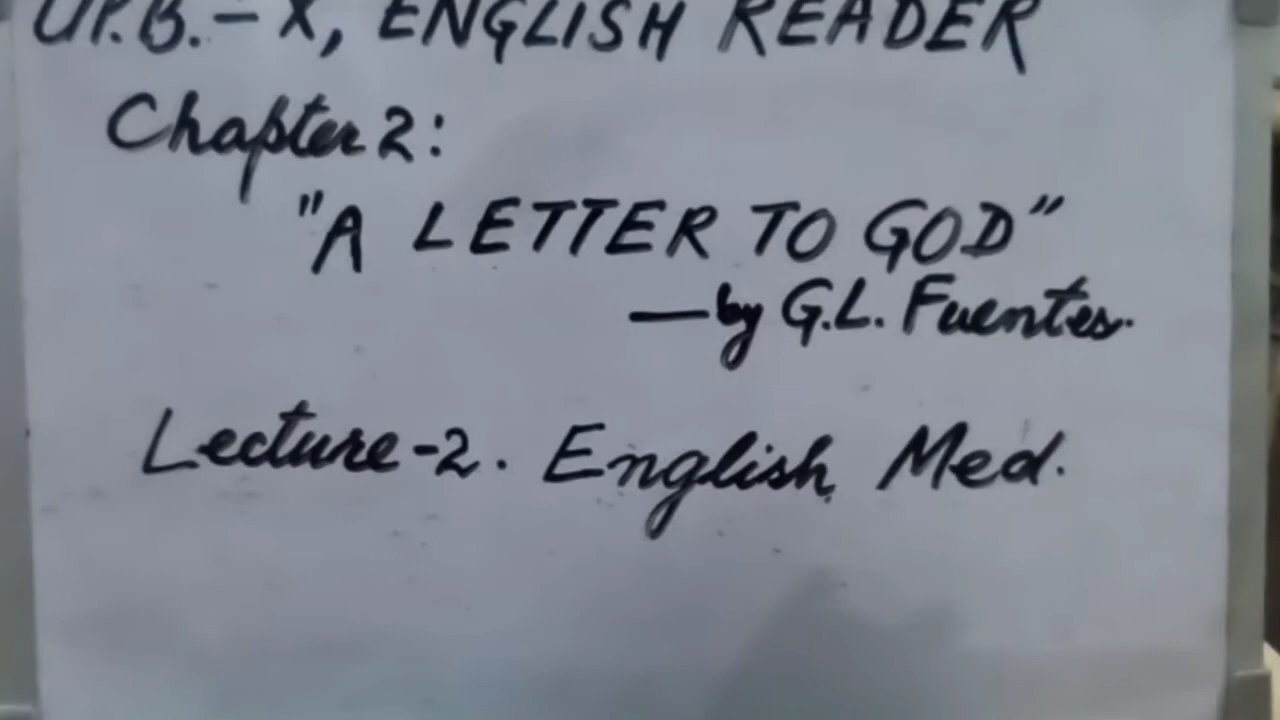 U.P.B.-X, ENGLISH READER
Chapter 2:
"A LETTER TO GOD"
—by G.L. Fuentes.
Lecture-2. English Med.